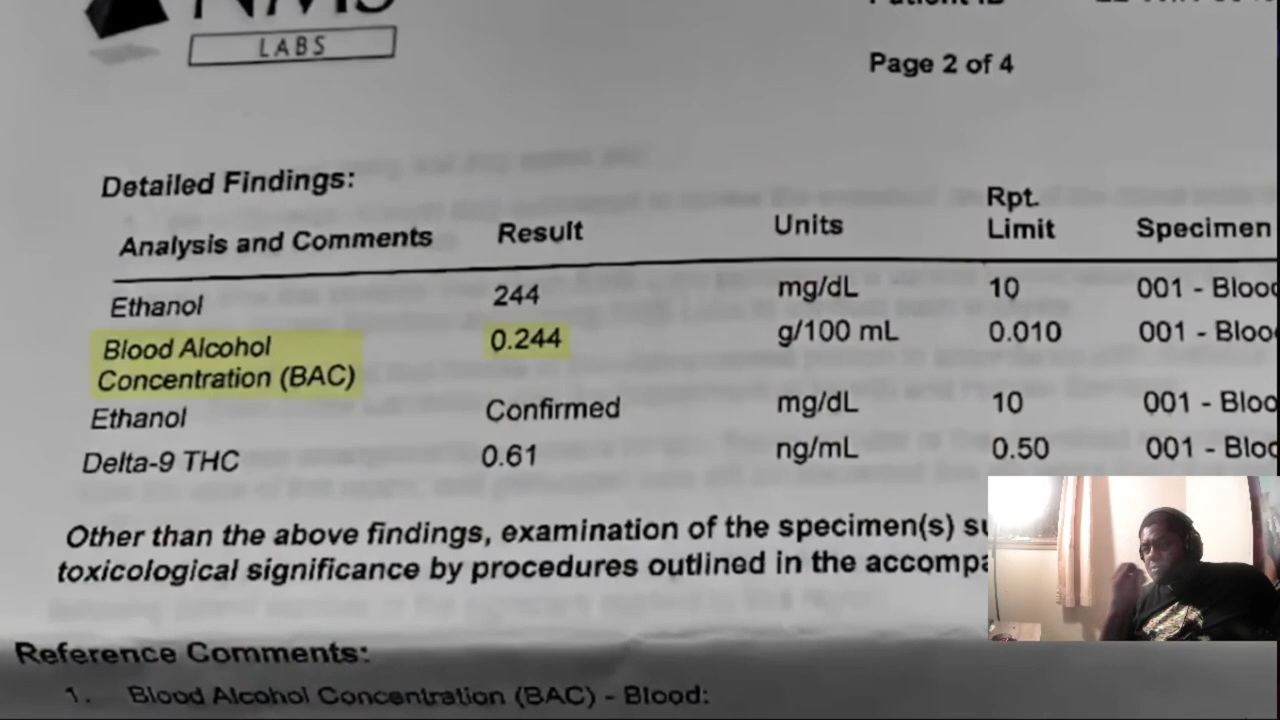 LABS
Page 2 of 4
Detailed Findings:
Analysis and Comments Result Units Rpt. Limit Specimen
Ethanol 244 mg/dL 10 001 - Blood
Blood Alcohol 0.244 g/100 mL 0.010 001 - Bloo
Concentration (BAC)
Ethanol Confirmed mg/dL 10 001 - Bloo
Delta-9 THC 0.61 ng/mL 0.50 001 - Bloo
Other than the above findings, examination of the specimen(s)
toxicological significance by procedures outlined in the
Reference Comments:
1. Blood Alcohol Concentration (BAC) - Blood: